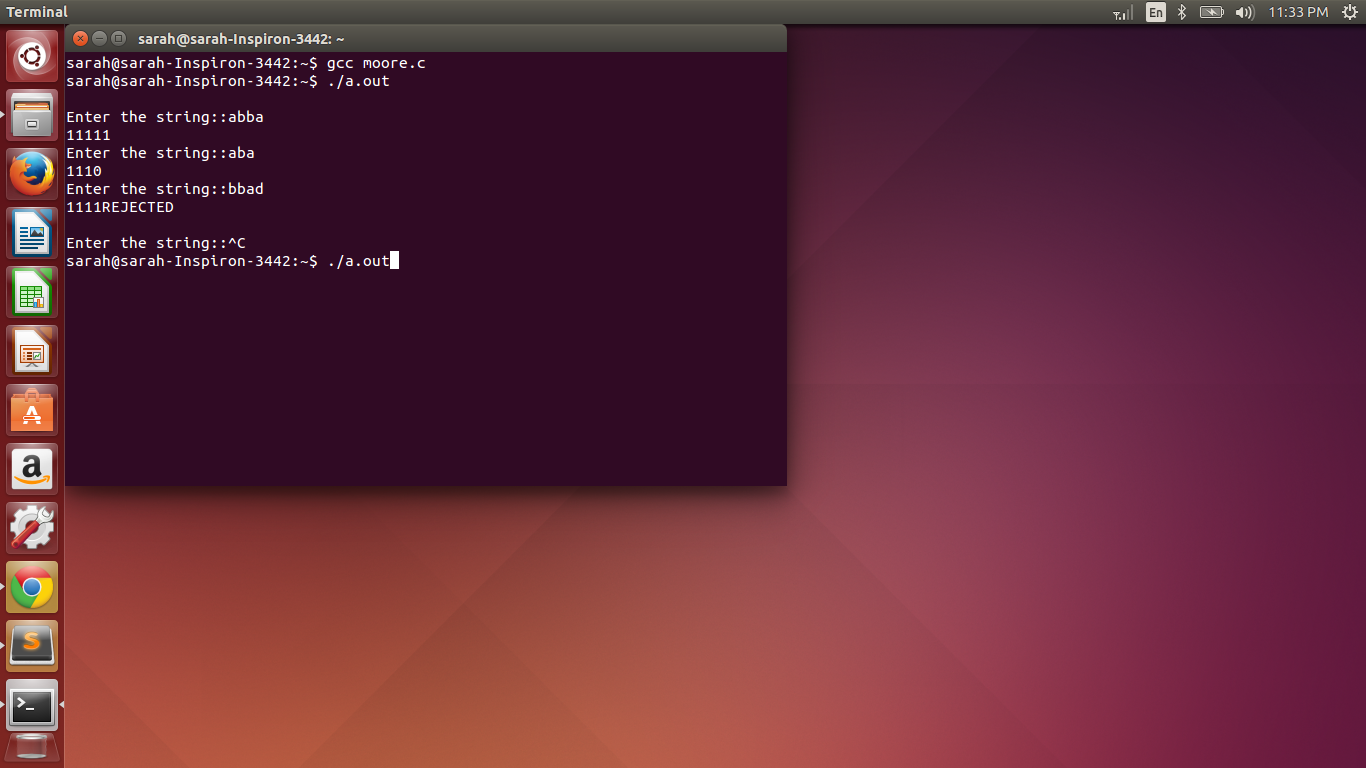 Terminal
En
11:33 PM
sarah@sarah-Inspiron-3442: ~
sarah@sarah-Inspiron-3442:~$ gcc moore.c
sarah@sarah-Inspiron-3442:~$ ./a.out
Enter the string::abba
11111
Enter the string::aba
1110
Enter the string::bbad
1111REJECTED
Enter the string::^C
sarah@sarah-Inspiron-3442:~$ ./a.out